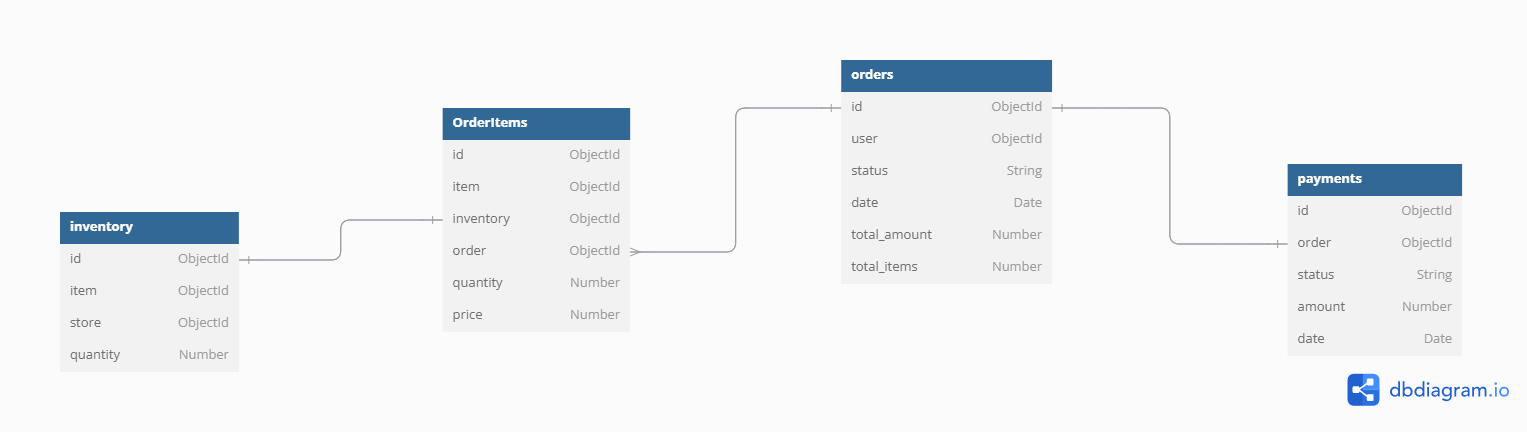 inventory
id ObjectId
item ObjectId
store ObjectId
quantity Number
OrderItems
id ObjectId
item ObjectId
inventory ObjectId
order ObjectId
quantity Number
price Number
orders
id ObjectId
user ObjectId
status String
date Date
total_amount Number
total_items Number
payments
id ObjectId
order ObjectId
status String
amount Number
date Date
dbdiagram.io